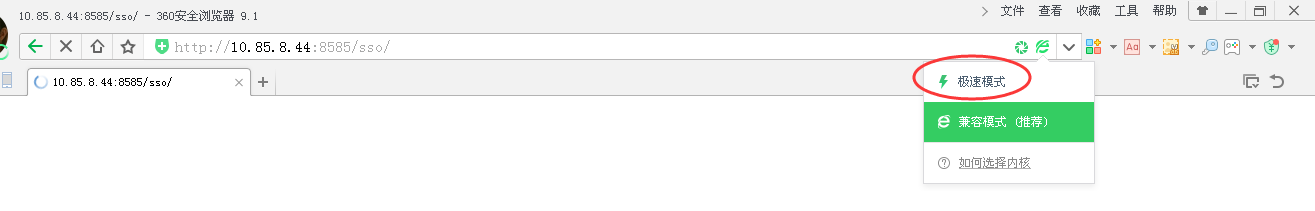 10.85.8.44:8585/sso/ - 360安全浏览器 9.1
文件 查看 收藏 工具 帮助
http://10.85.8.44:8585/sso/
Aa
10.85.8.44:8585/sso/
极速模式
兼容模式 (推荐)
如何选择内核